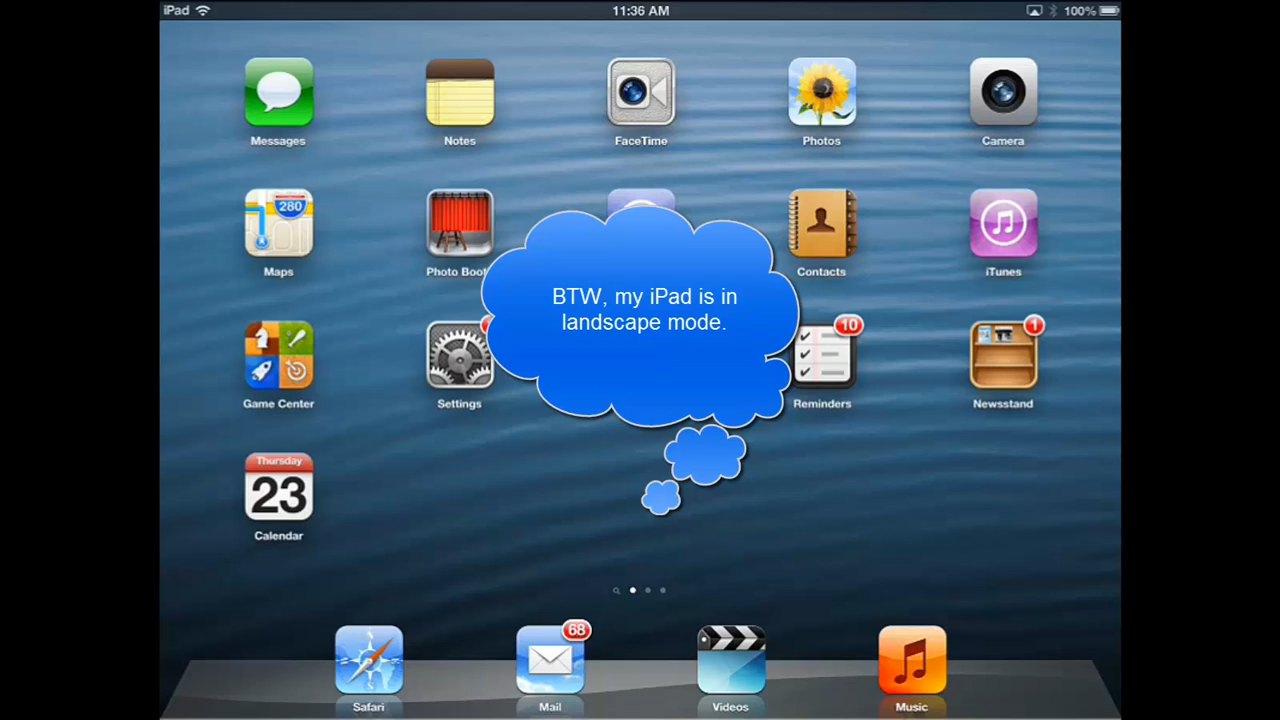 iPad 11:36 AM 100%
Messages Notes FaceTime Photos Camera
280
Maps Photo Boot Contacts iTunes
BTW, my iPad is in
landscape mode.
10 1
Game Center Settings Reminders Newsstand
Thursday
23
Calendar
68
Safari Mail Videos Music